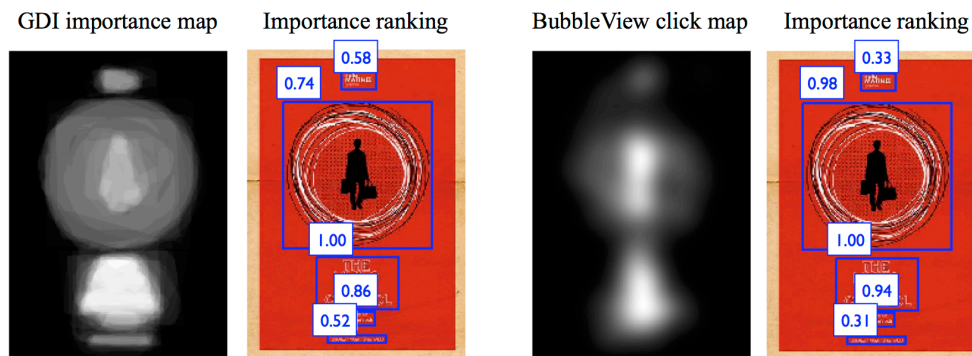 GDI importance map
Importance ranking
BubbleView click map
Importance ranking
0.58
0.74
1.00
THE
0.86
0.52
0.33
0.98
1.00
THE
0.94
0.31